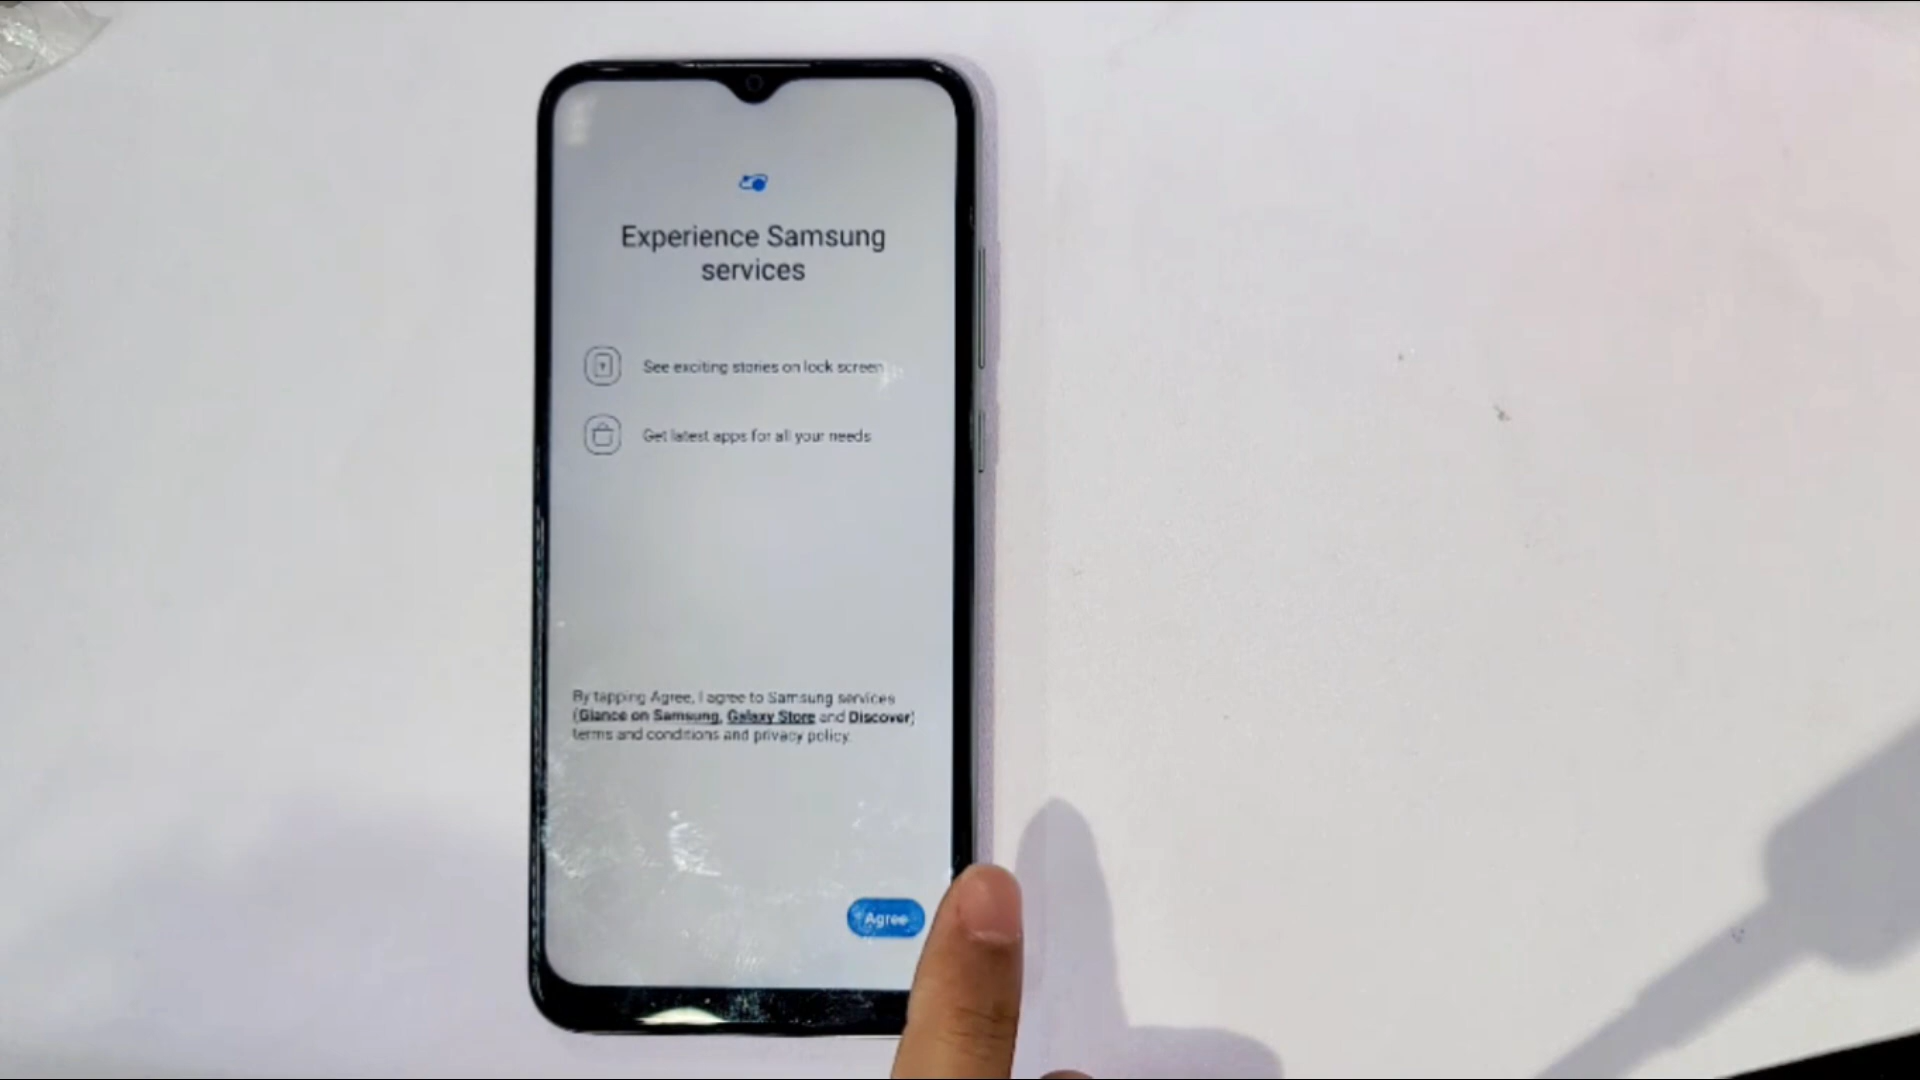 Experience Samsung
services
See exciting stories on lock screen
Get latest apps for all your needs
By tapping Agree, I agree to Samsung services
(Glance on Samsung, Galaxy Store and Discover)
terms and conditions and privacy policy.
Agree